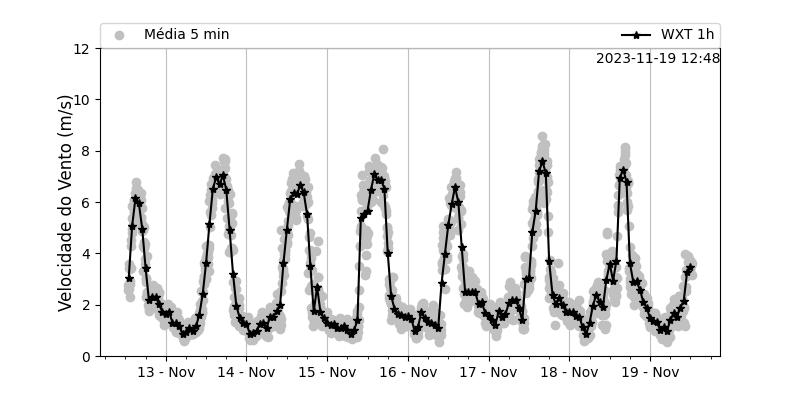 Média 5 min
WXT 1h
2023-11-19 12:48
Velocidade do Vento (m/s)
12
10
8
6
4
2
0
13 - Nov
14 - Nov
15 - Nov
16 - Nov
17 - Nov
18 - Nov
19 - Nov